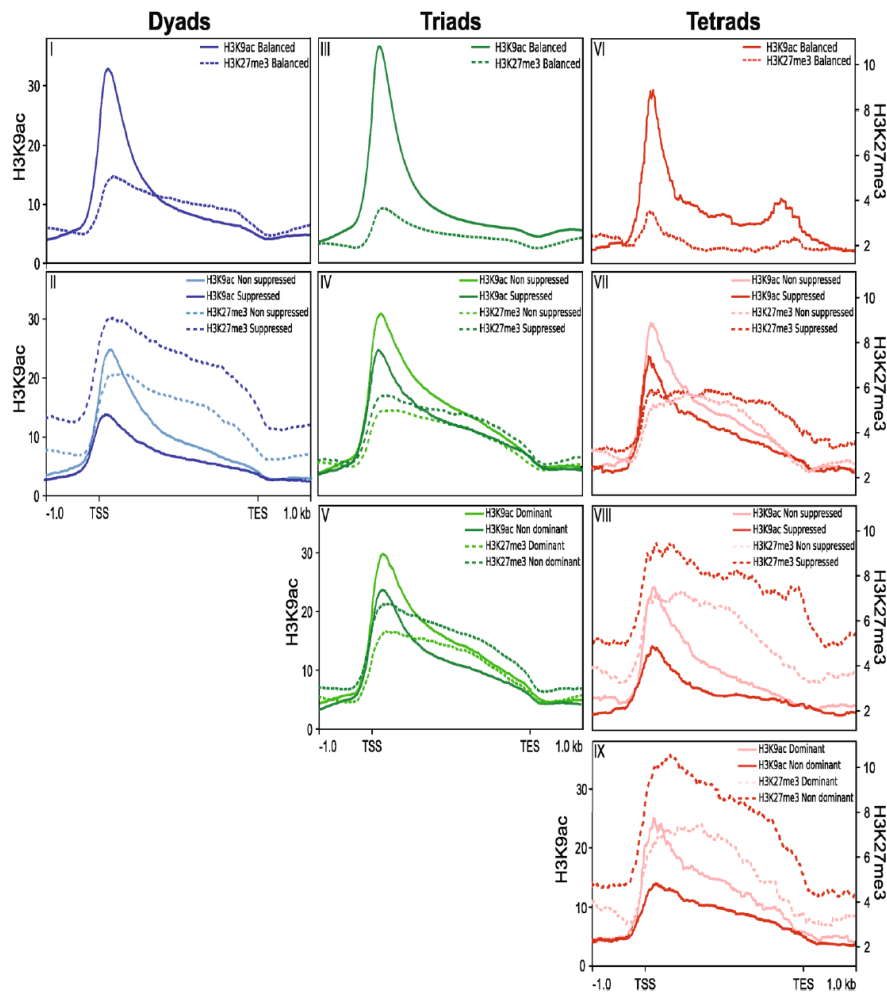 Dyads
Triads
Tetrads
I
H3K9ac Balanced
H3K27me3 Balanced
H3K9ac
30
20
10
0
III
H3K9ac Balanced
H3K27me3 Balanced
VI
H3K9ac Balanced
H3K27me3 Balanced
10
8
6
4
2
H3K27me3
II
H3K9ac Non suppressed
H3K9ac Suppressed
H3K27me3 Non suppressed
H3K27me3 Suppressed
H3K9ac
30
20
10
0
-1.0
TSS
TES
1.0 kb
IV
H3K9ac Non suppressed
H3K9ac Suppressed
H3K27me3 Non suppressed
H3K27me3 Suppressed
VII
H3K9ac Non suppressed
H3K9ac Suppressed
H3K27me3 Non suppressed
H3K27me3 Suppressed
10
8
6
4
2
H3K27me3
V
H3K9ac Dominant
H3K9ac Non dominant
H3K27me3 Dominant
H3K27me3 Non dominant
H3K9ac
30
20
10
0
-1.0
TSS
TES
1.0 kb
VIII
H3K9ac Non suppressed
H3K9ac Suppressed
H3K27me3 Non suppressed
H3K27me3 Suppressed
10
8
6
4
2
H3K27me3
IX
H3K9ac Dominant
H3K9ac Non dominant
H3K27me3 Dominant
H3K27me3 Non dominant
H3K9ac
30
20
10
0
10
8
6
4
2
H3K27me3
-1.0
TSS
TES
1.0 kb